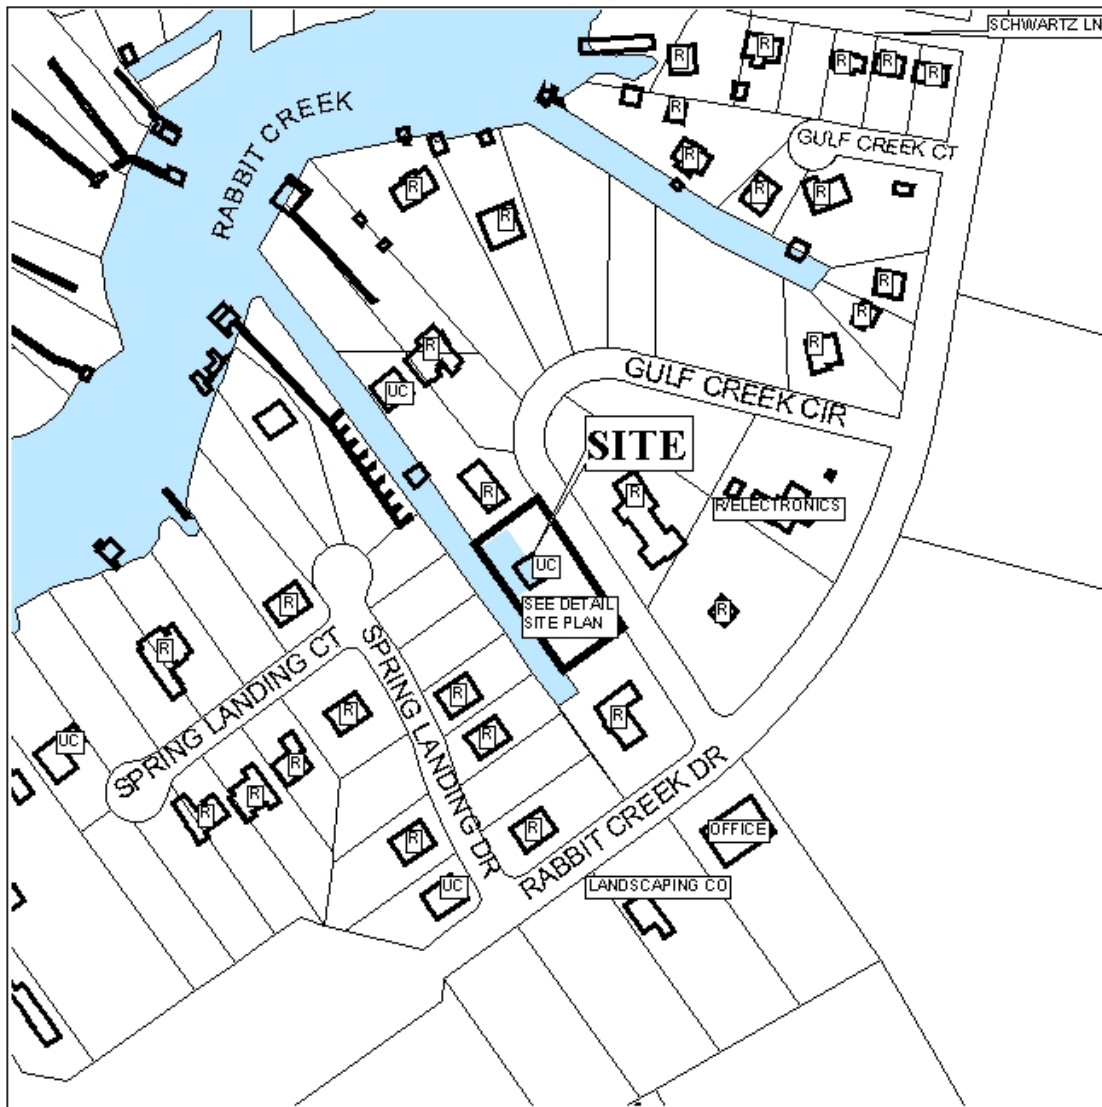 SCHWARTZ LN
R
R
R
R
R
RABBIT CREEK
R
GULF CREEK CT
R
R
R
R
R
R
R
R
R
GULF CREEK CIR
UC
SITE
R
R
R/ELECTRONICS
UC
SEE DETAIL
SITE PLAN
R
R
R
SPRING LANDING CT
SPRING LANDING DR
R
R
R
R
UC
R
R
R
RABBIT CREEK DR
R
R
OFFICE
UC
LANDSCAPING CO